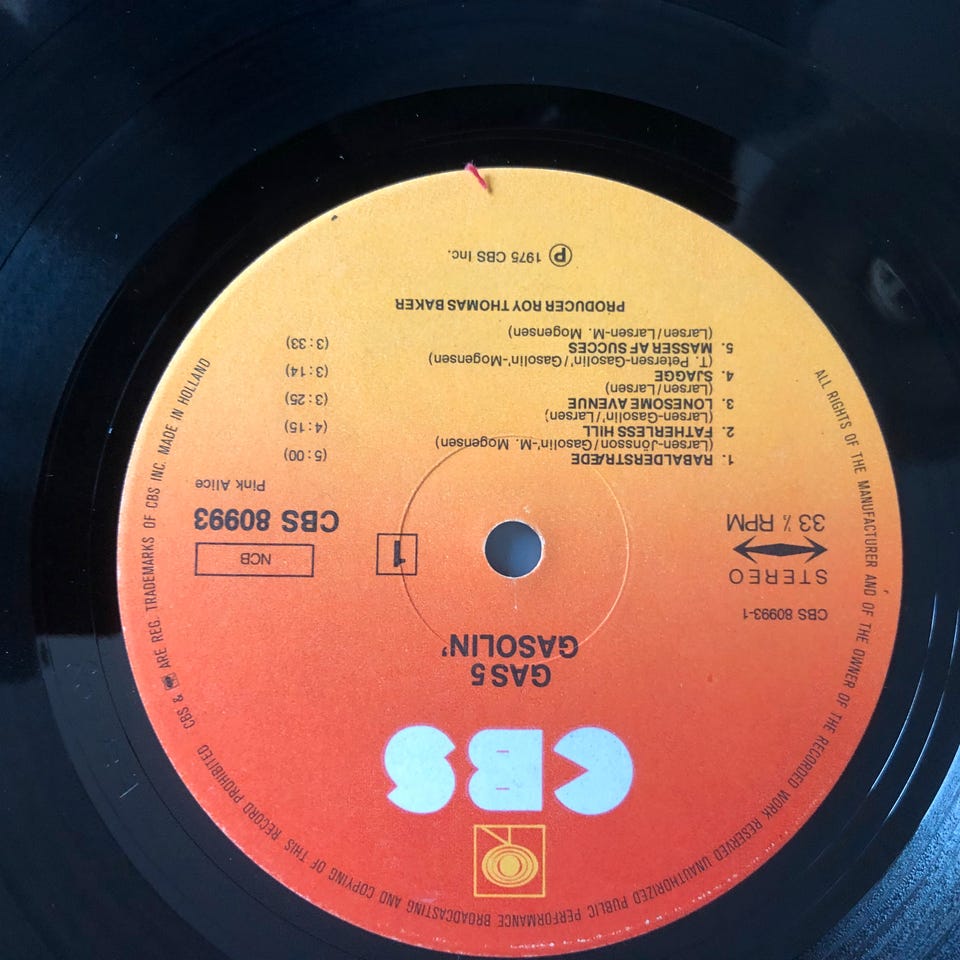 CBS
GAS 5
GASOLIN'
CBS 80993-1
STEREO
33 ⅓ RPM
1
NCB
CBS 80993
Pink Alice
1. RABALDERSTRÆDE (5:00)
(Larsen-Jönsson/Gasolin'-M. Mogensen)
2. FATHERLESS HILL (4:15)
(Larsen-Gasolin'/Larsen)
3. LONESOME AVENUE (3:25)
(Larsen/Larsen)
4. SJAGGE (3:14)
(T. Petersen-Gasolin'/Gasolin'-Mogensen)
5. MASSER AF SUCCES (3:33)
(Larsen/Larsen-M. Mogensen)
PRODUCER ROY THOMAS BAKER
Ⓟ 1975 CBS Inc.
ALL RIGHTS OF THE MANUFACTURER AND OF THE OWNER OF THE RECORDED WORK RESERVED UNAUTHORIZED PUBLIC PERFORMANCE BROADCASTING AND COPYING OF THIS RECORD PROHIBITED CBS & ARE REG. TRADEMARKS OF CBS INC. MADE IN HOLLAND